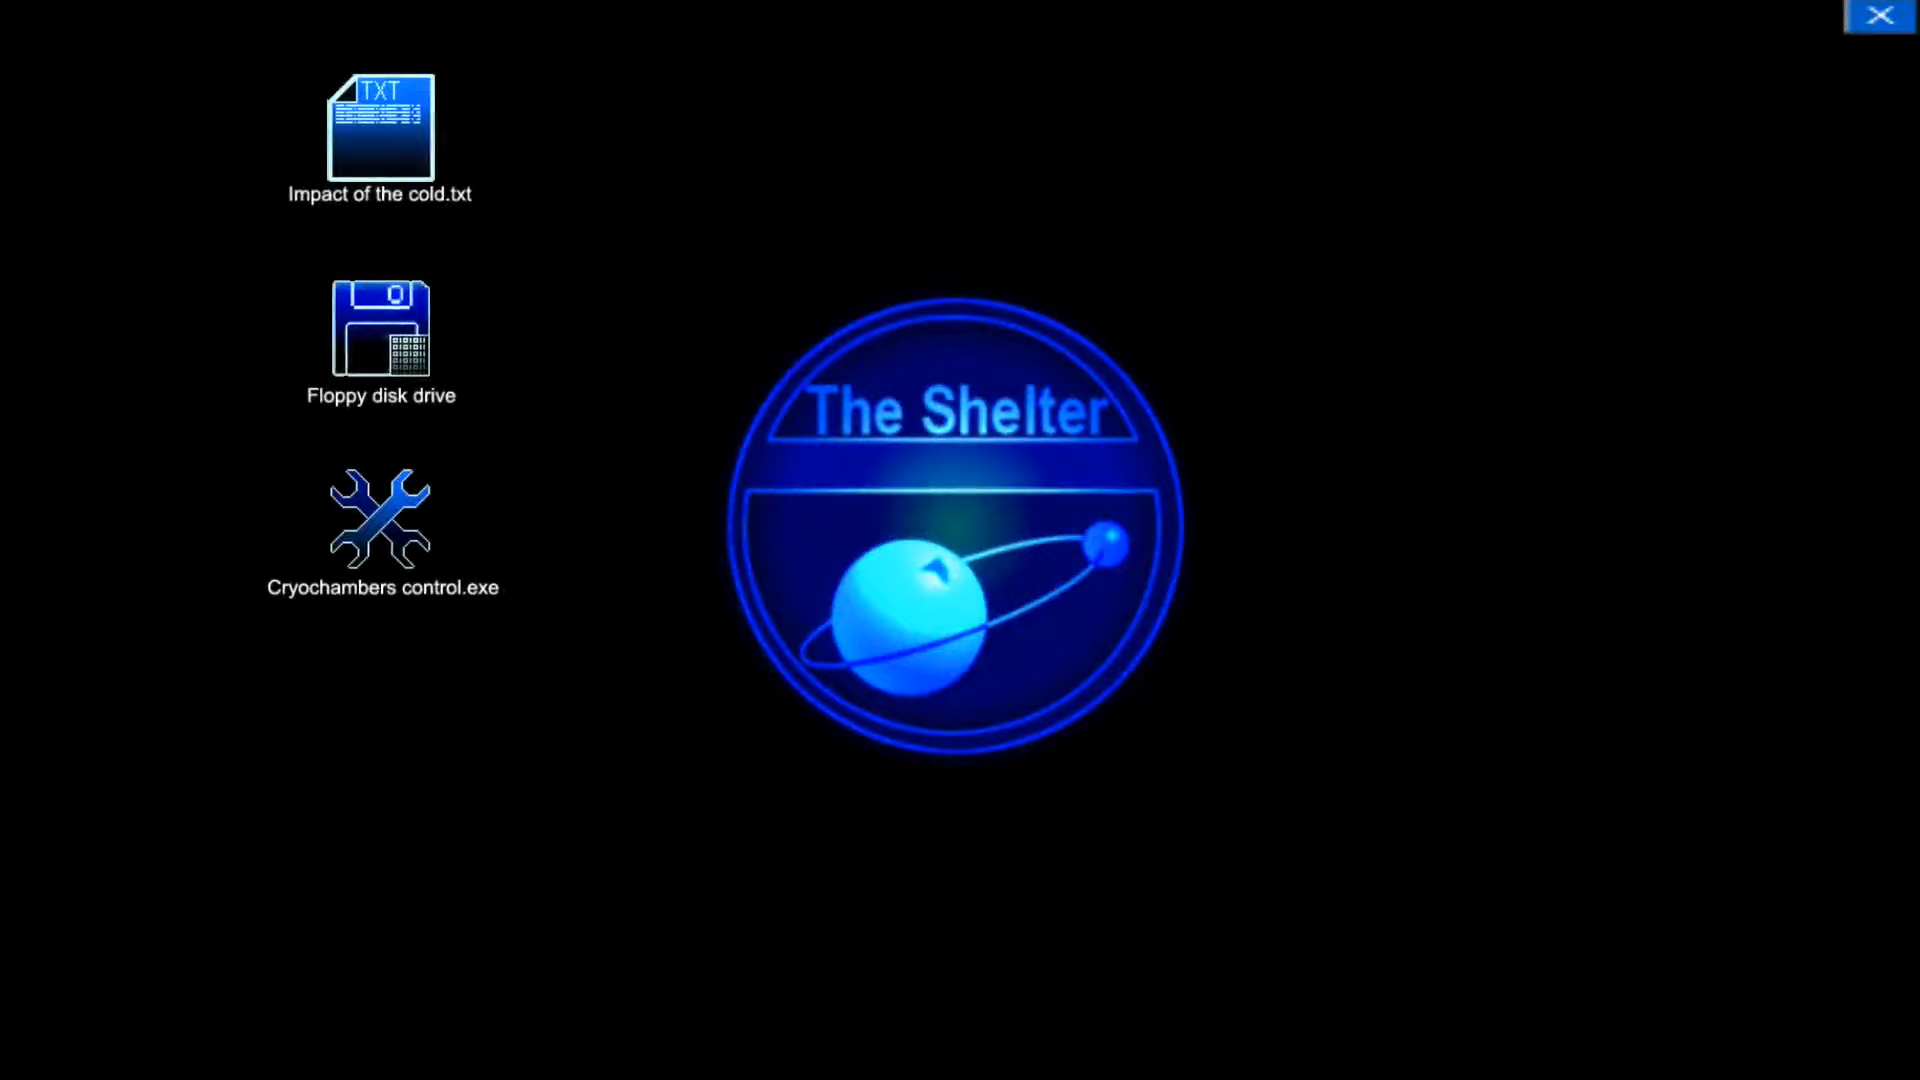 TXT
Impact of the cold.txt
Floppy disk drive
Cryochambers control.exe
The Shelter